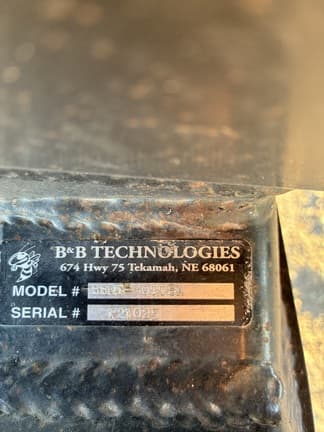 B&B TECHNOLOGIES
674 Hwy 75 Tekamah, NE 68061
MODEL #
SERIAL #